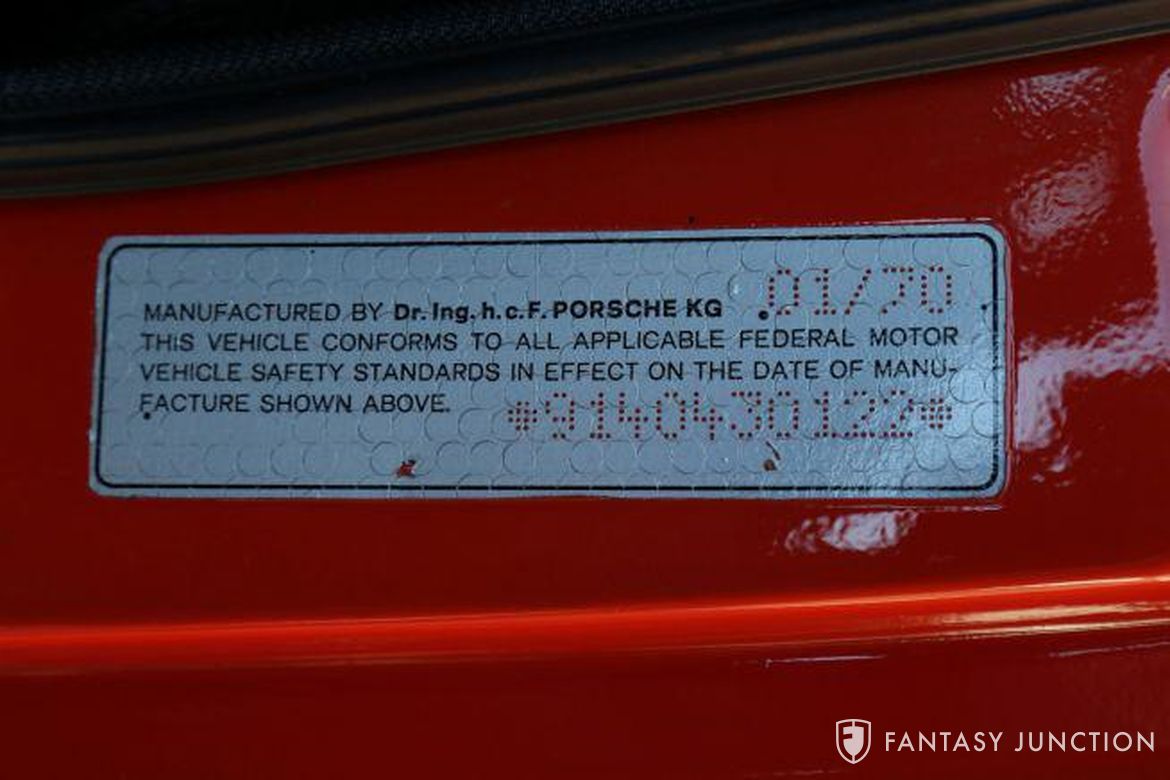 01/70
MANUFACTURED BY Dr. Ing. h. c. F. PORSCHE KG
THIS VEHICLE CONFORMS TO ALL APPLICABLE FEDERAL MOTOR
VEHICLE SAFETY STANDARDS IN EFFECT ON THE DATE OF MANU-
FACTURE SHOWN ABOVE.
*9140430122*
FANTASY JUNCTION